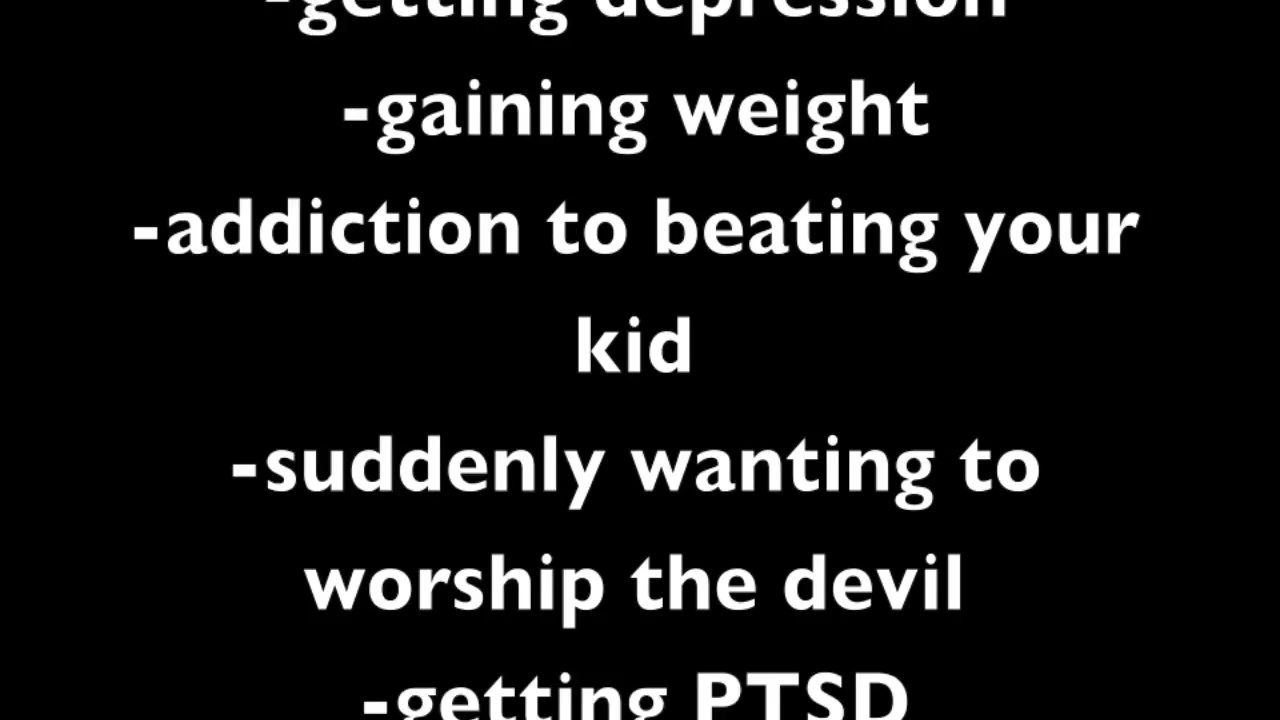 -getting depression
-gaining weight
-addiction to beating your
kid
-suddenly wanting to
worship the devil
-getting PTSD